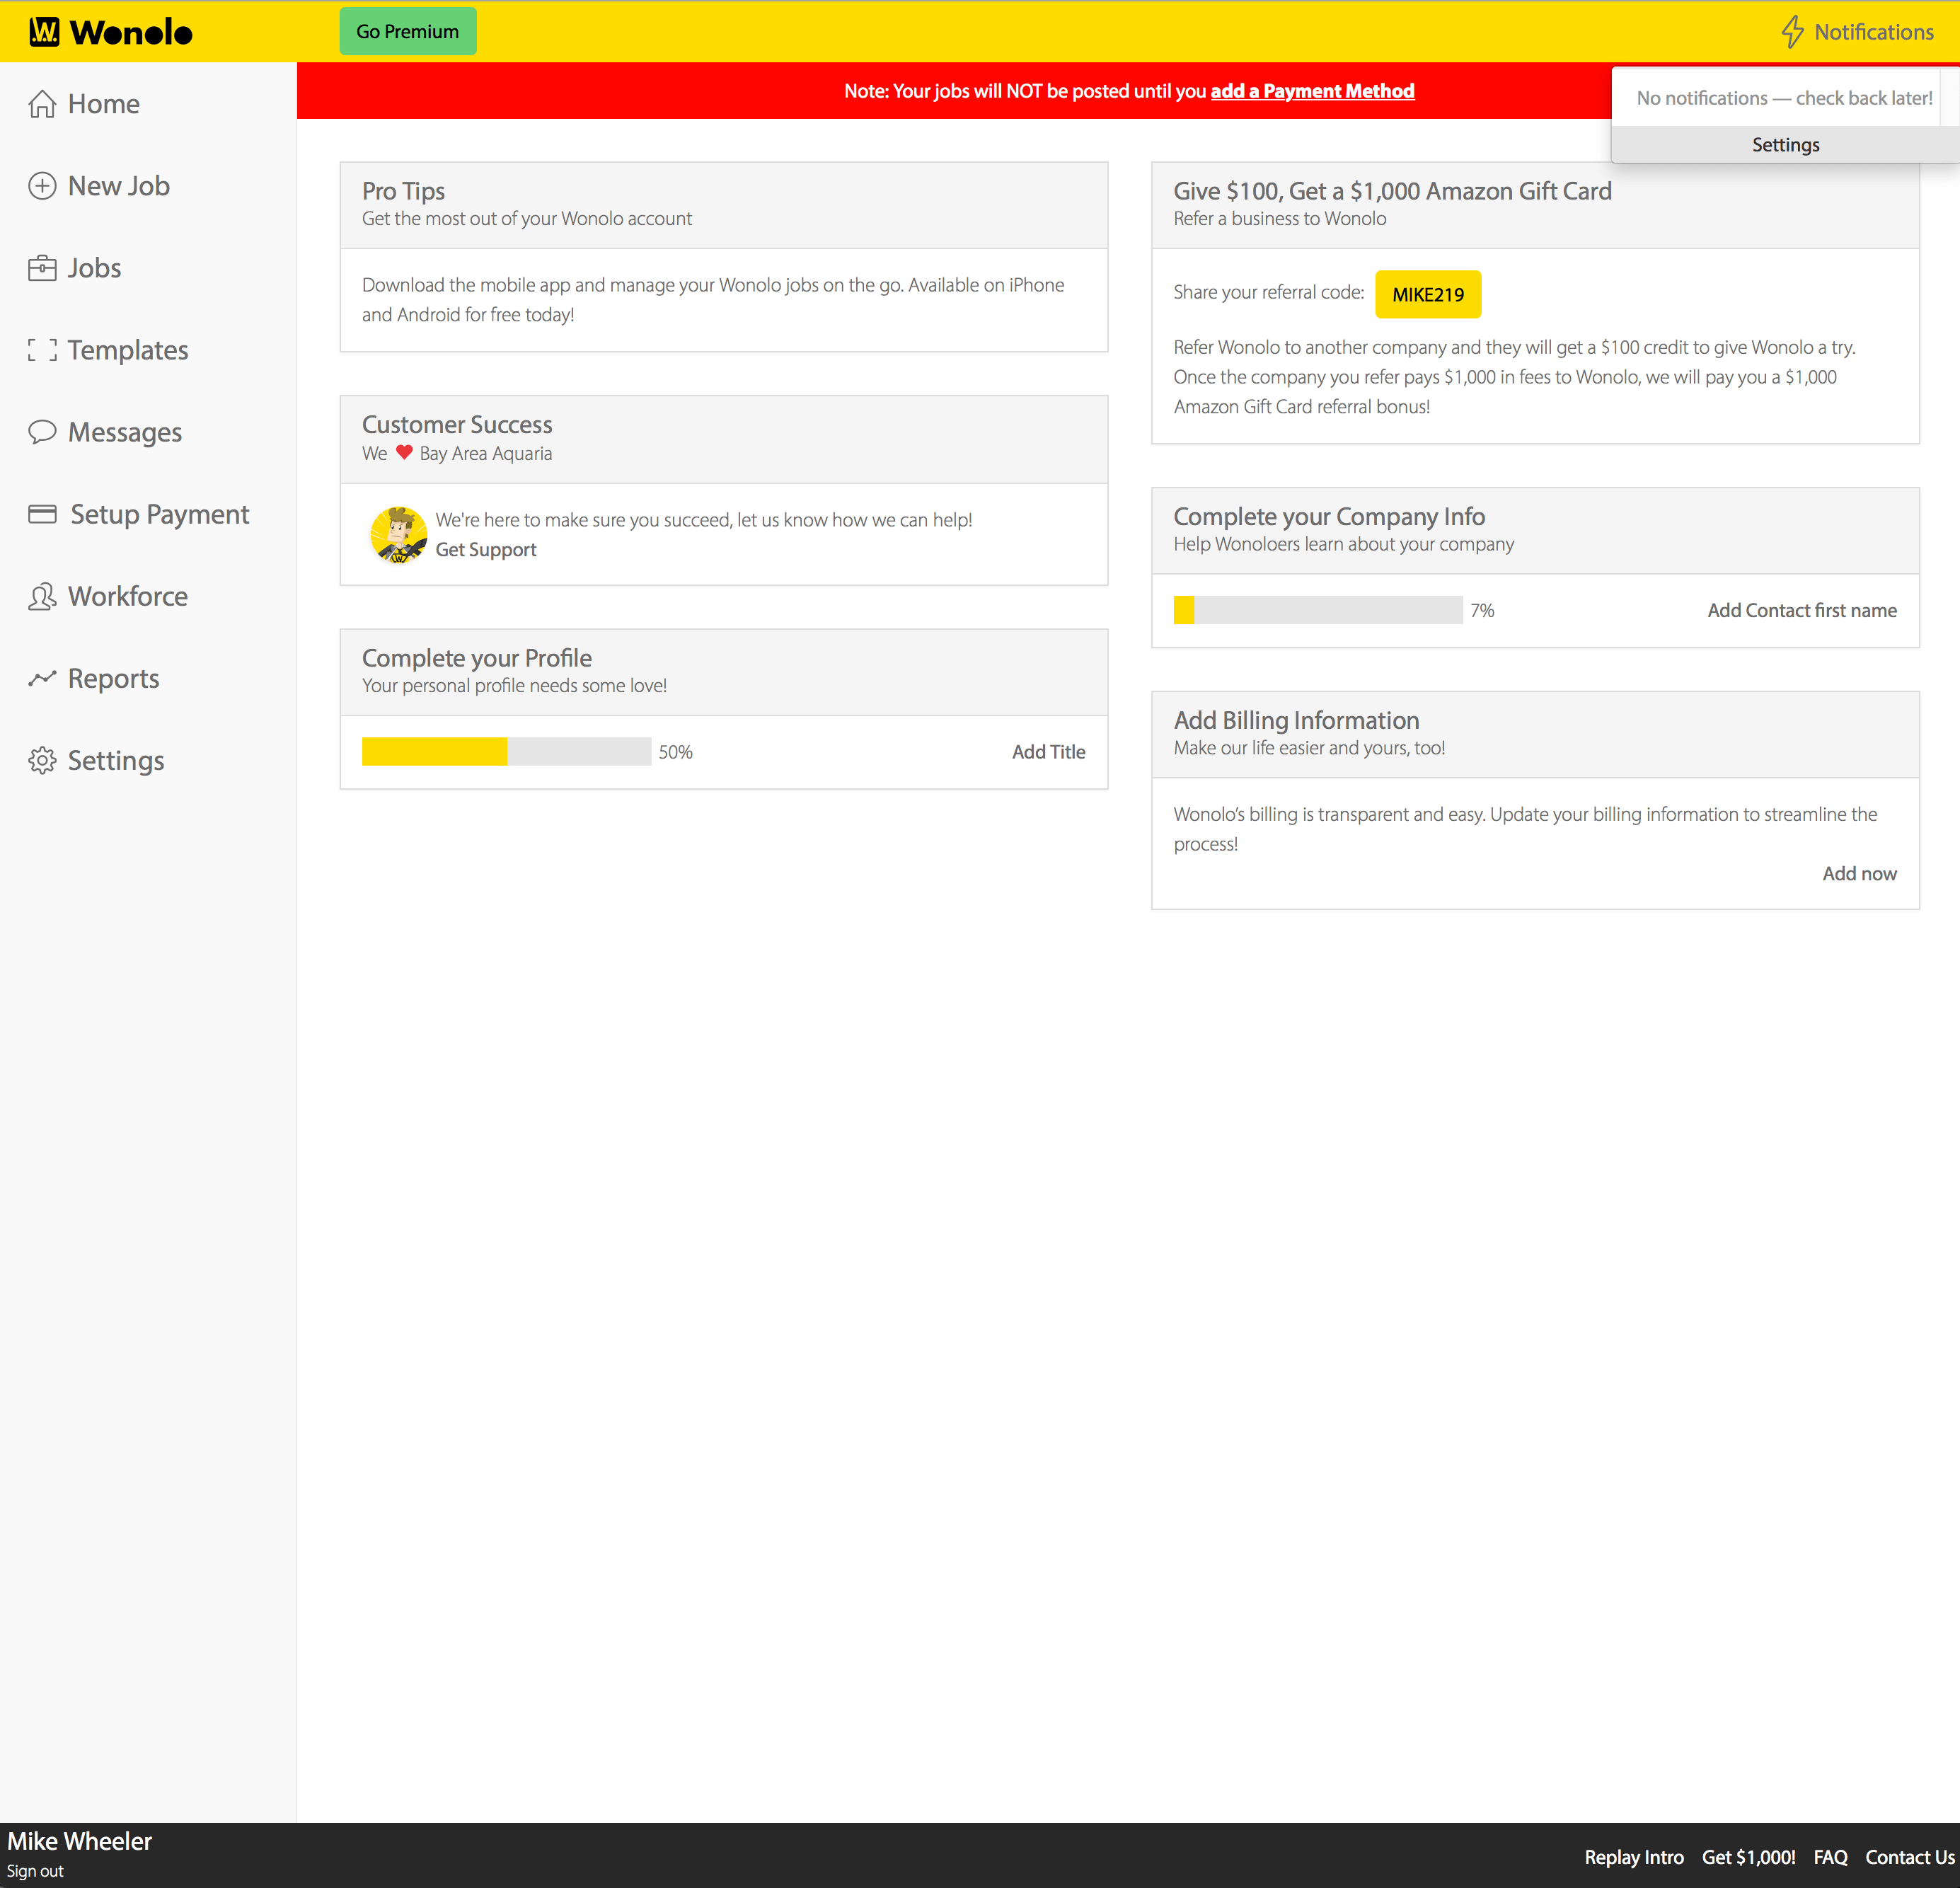 W. Wonolo
Go Premium
Notifications
Note: Your jobs will NOT be posted until you add a Payment Method
No notifications — check back later!
Settings
Home
New Job
Jobs
Templates
Messages
Setup Payment
Workforce
Reports
Settings
Pro Tips
Get the most out of your Wonolo account
Download the mobile app and manage your Wonolo jobs on the go. Available on iPhone
and Android for free today!
Customer Success
We ❤ Bay Area Aquaria
We're here to make sure you succeed, let us know how we can help!
Get Support
Complete your Profile
Your personal profile needs some love!
50%
Add Title
Give $100, Get a $1,000 Amazon Gift Card
Refer a business to Wonolo
Share your referral code: MIKE219
Refer Wonolo to another company and they will get a $100 credit to give Wonolo a try.
Once the company you refer pays $1,000 in fees to Wonolo, we will pay you a $1,000
Amazon Gift Card referral bonus!
Complete your Company Info
Help Wonoloers learn about your company
7%
Add Contact first name
Add Billing Information
Make our life easier and yours, too!
Wonolo’s billing is transparent and easy. Update your billing information to streamline the
process!
Add now
Mike Wheeler
Sign out
Replay Intro Get $1,000! FAQ Contact Us